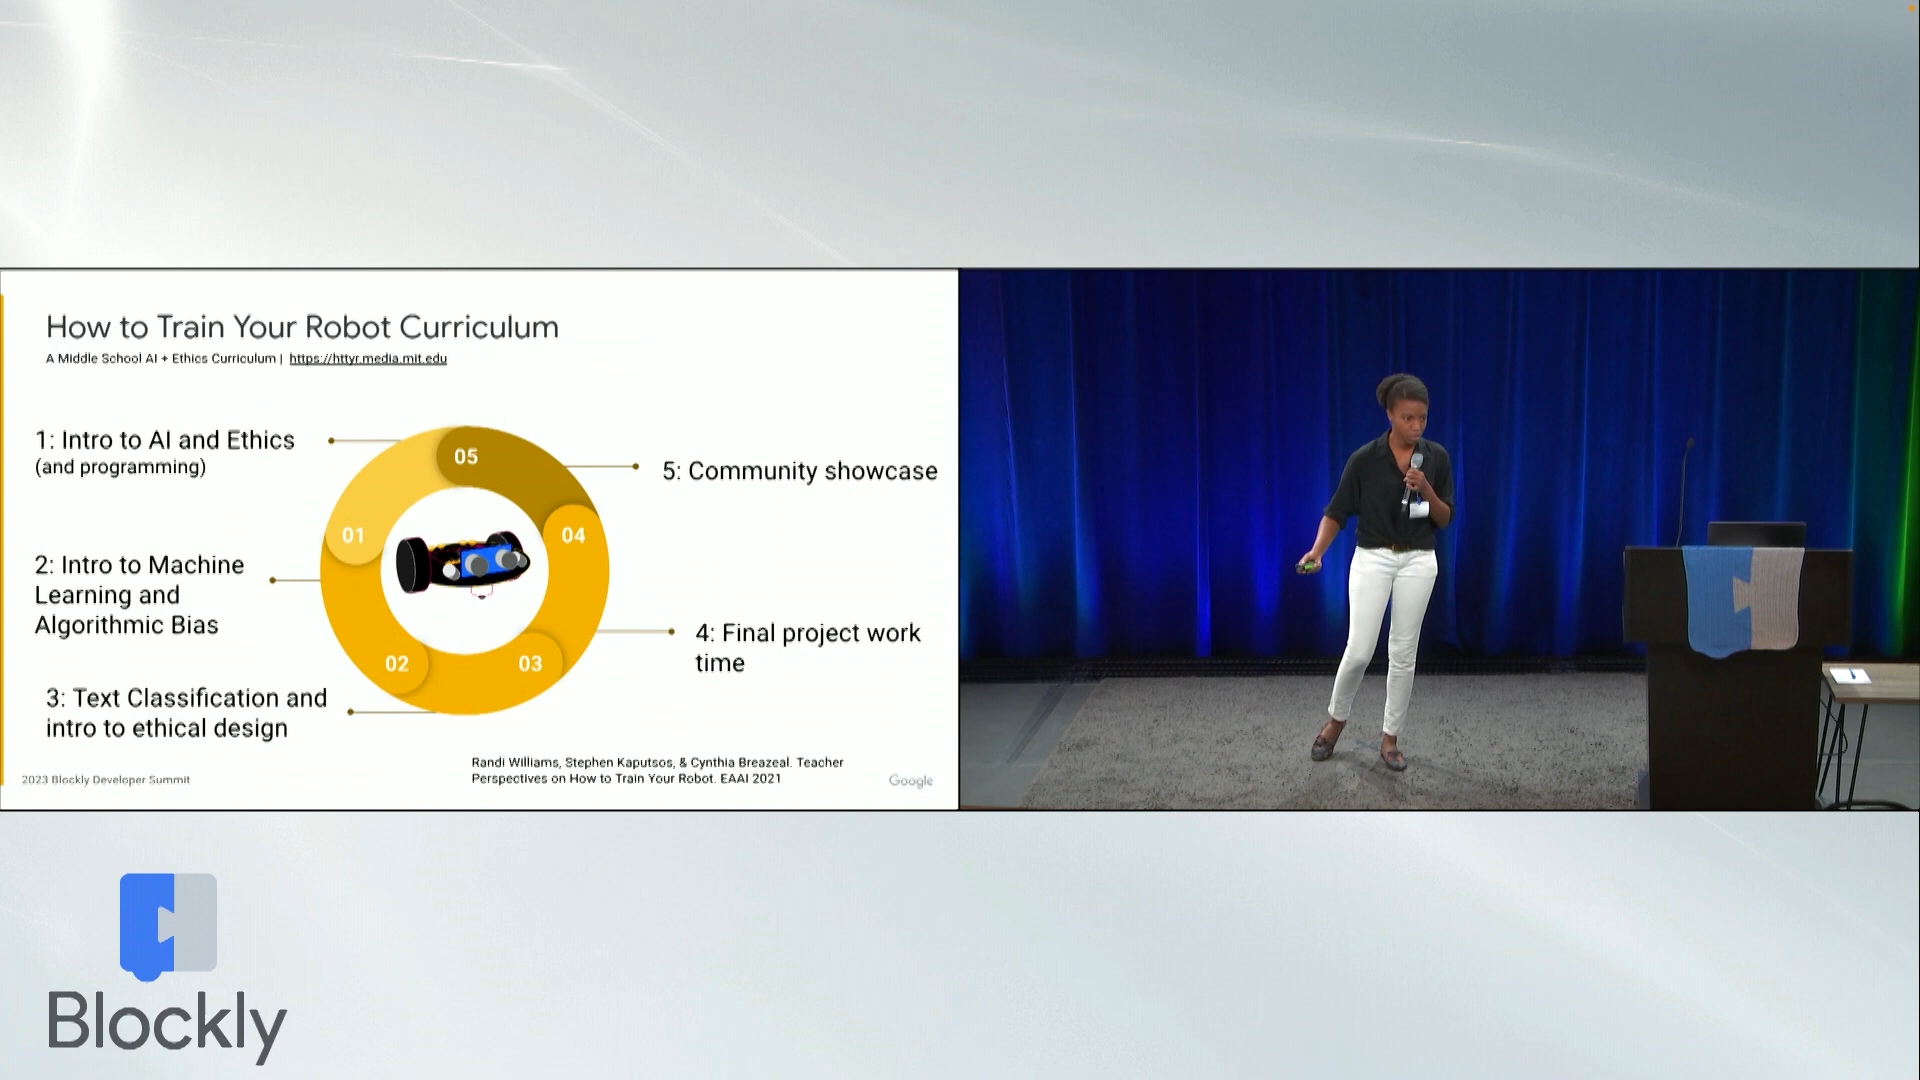 How to Train Your Robot Curriculum
A Middle School AI + Ethics Curriculum | https://httyr.media.mit.edu
1: Intro to AI and Ethics
(and programming)
2: Intro to Machine
Learning and
Algorithmic Bias
3: Text Classification and
intro to ethical design
05
01
04
02
03
5: Community showcase
4: Final project work
time
Randi Williams, Stephen Kaputsos, & Cynthia Breazeal. Teacher
Perspectives on How to Train Your Robot. EAAI 2021
2023 Blockly Developer Summit
Google
Blockly